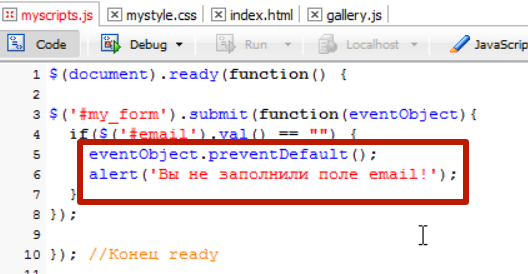 myscripts.js mystyle.css index.html gallery.js
Code Debug Run Localhost JavaScrip
1 $(document).ready(function() {
2
3 $('#my_form').submit(function(eventObject){
4 if($('#email').val() == "") {
5 eventObject.preventDefault();
6 alert('Вы не заполнили поле email!');
7 }
8 });
9
10 }); //Конец ready